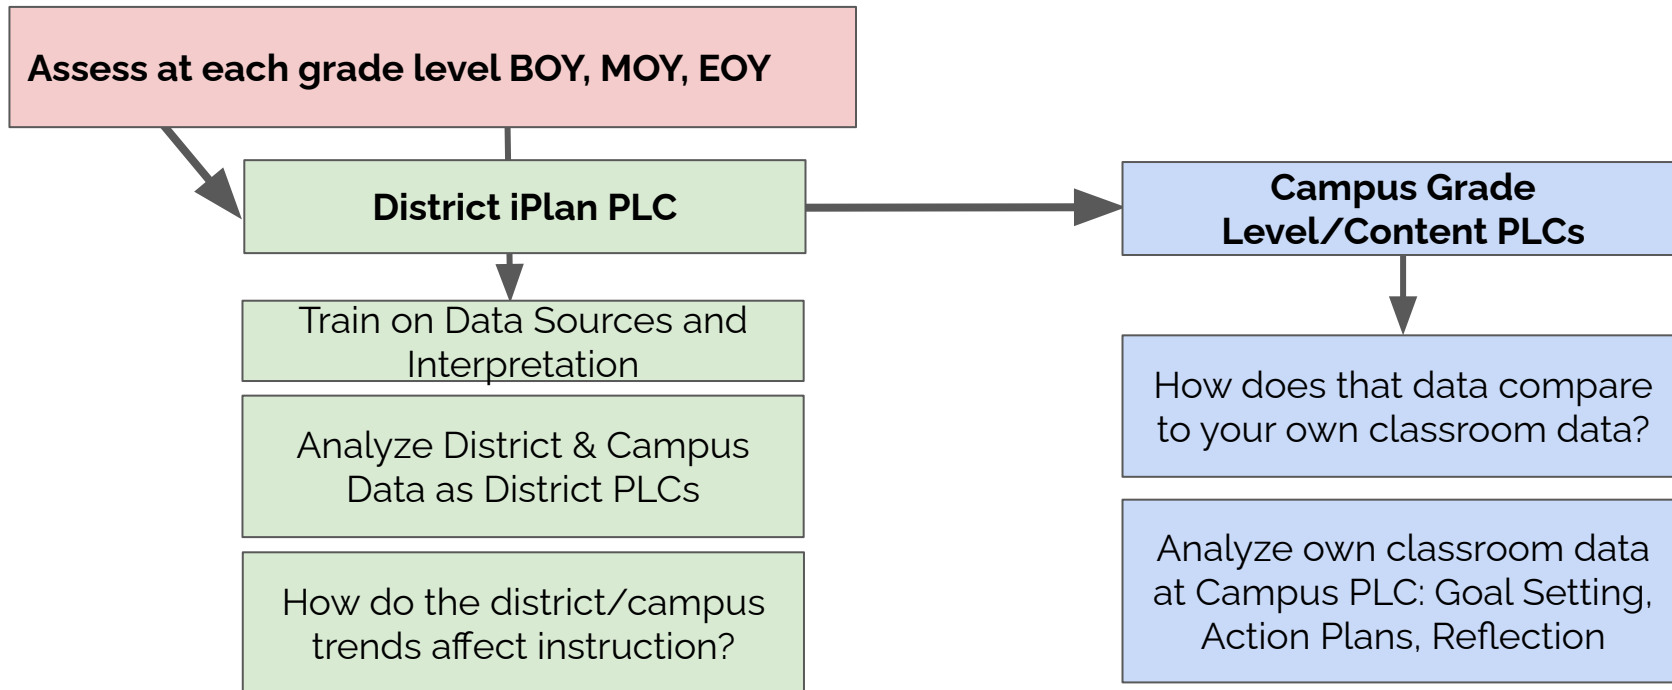 Assess at each grade level BOY, MOY, EOY
District iPlan PLC
Train on Data Sources and
Interpretation
Analyze District & Campus
Data as District PLCs
How do the district/campus
trends affect instruction?
Campus Grade
Level/Content PLCs
How does that data compare
to your own classroom data?
Analyze own classroom data
at Campus PLC: Goal Setting,
Action Plans, Reflection